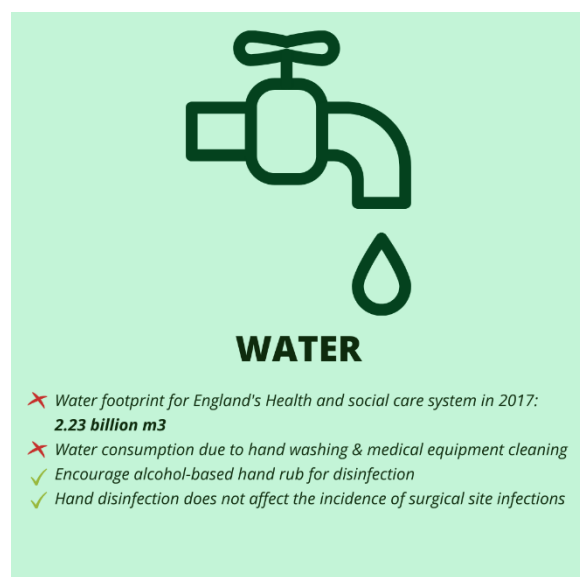 WATER
Water footprint for England's Health and social care system in 2017:
2.23 billion m3
Water consumption due to hand washing & medical equipment cleaning
Encourage alcohol-based hand rub for disinfection
Hand disinfection does not affect the incidence of surgical site infections